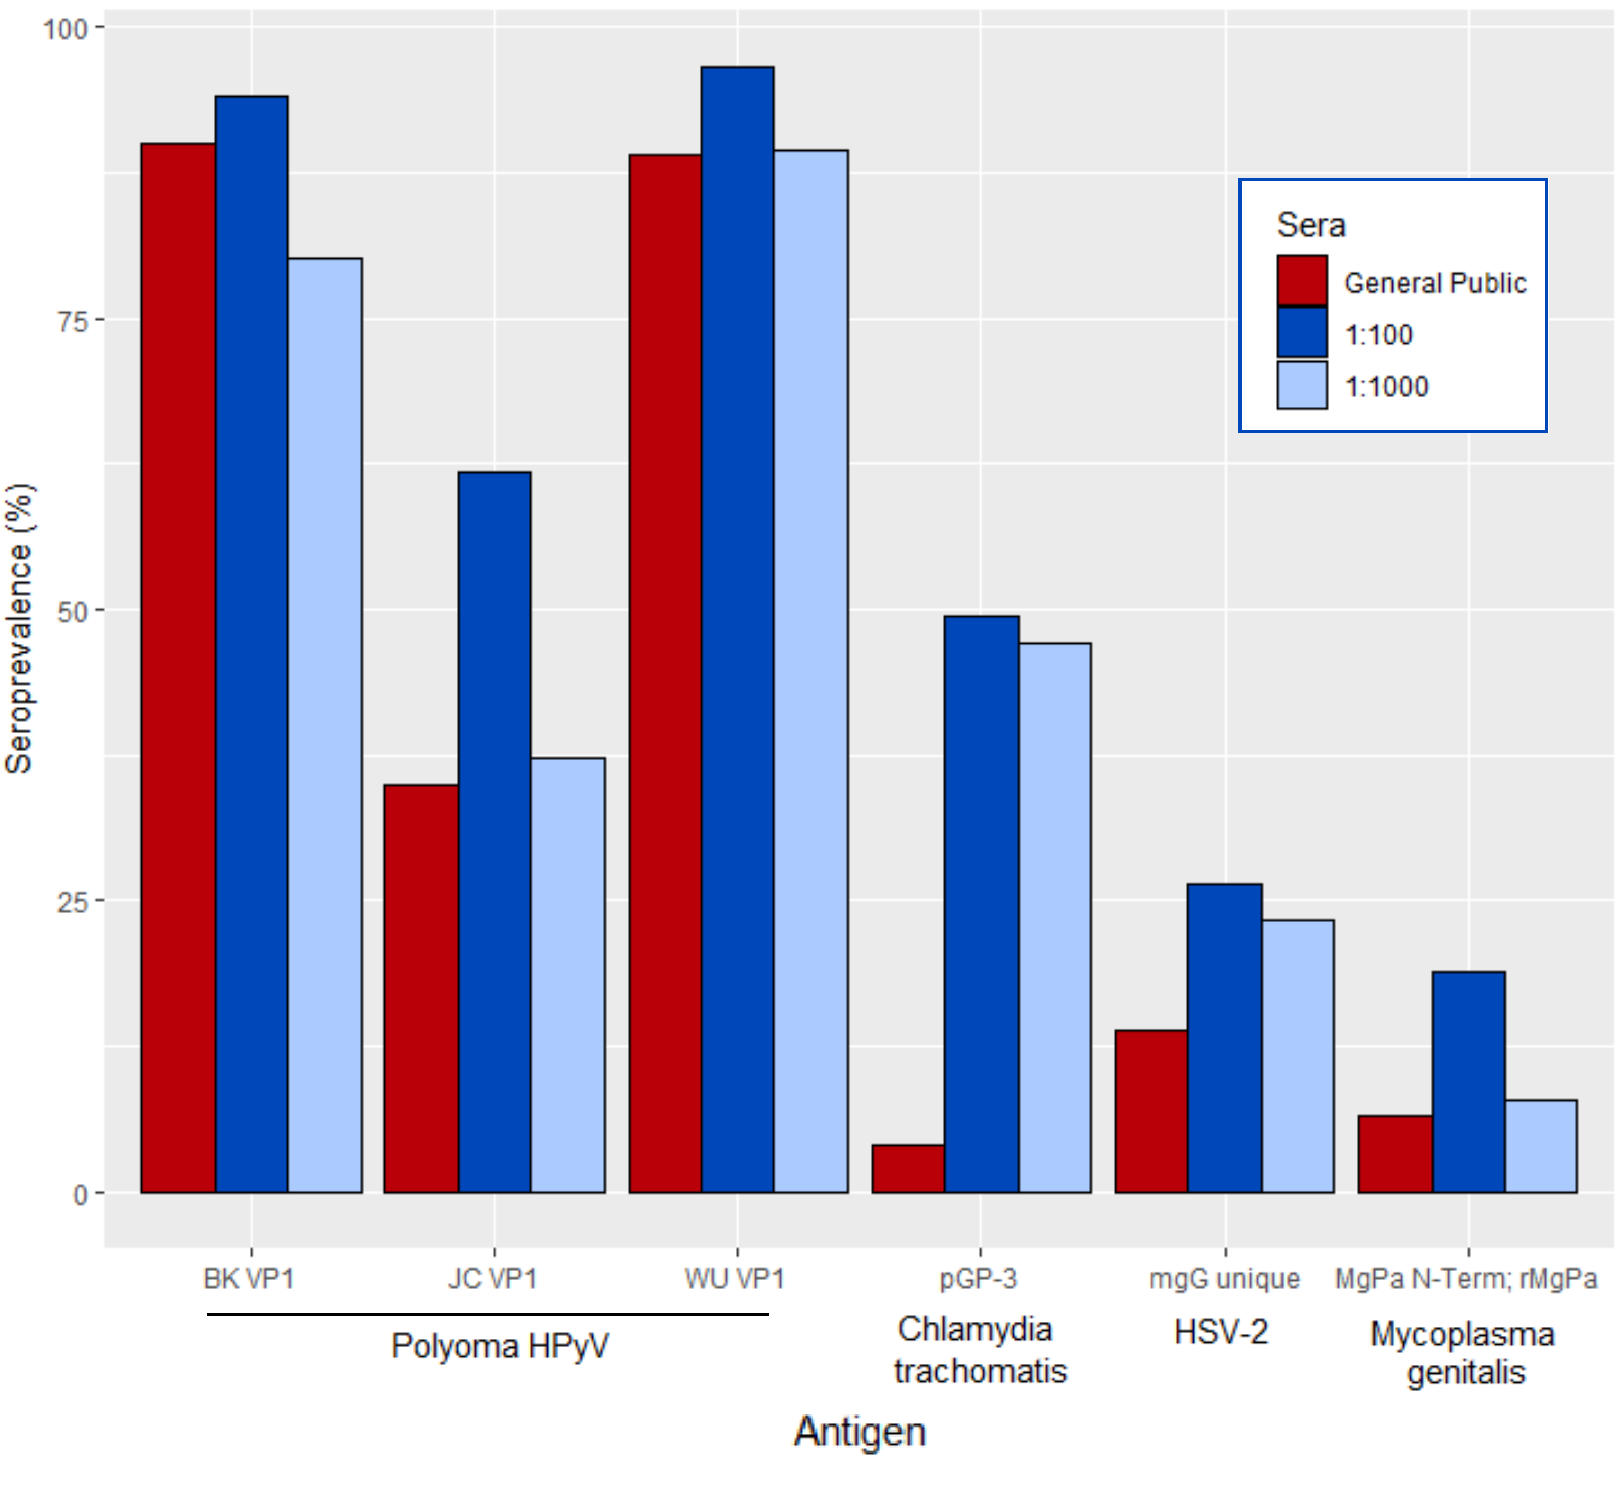 100
75
50
25
0
Seroprevalence (%)
Sera
General Public
1:100
1:1000
BK VP1
JC VP1
WU VP1
pGP-3
mgG unique
MgPa N-Term; rMgPa
Polyoma HPyV
Chlamydia
trachomatis
HSV-2
Mycoplasma
genitalis
Antigen